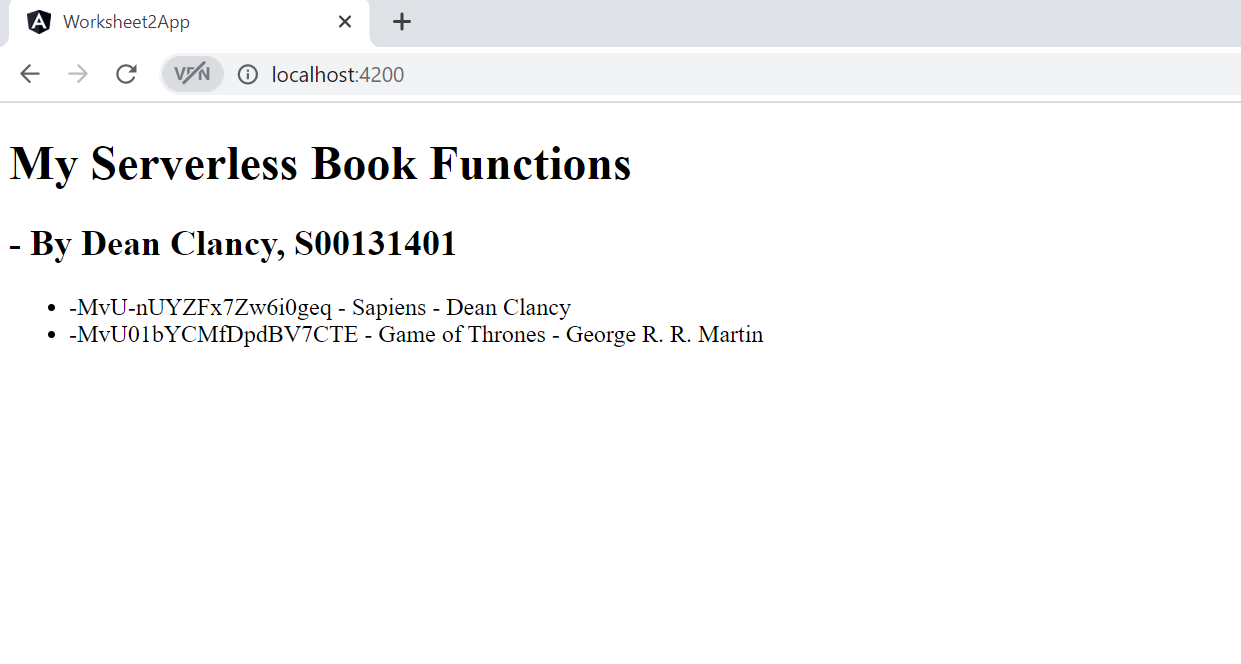 Worksheet2App
VPN
localhost:4200
My Serverless Book Functions
- By Dean Clancy, S00131401
-MvU-nUYZFx7Zw6i0geq - Sapiens - Dean Clancy
-MvU01bYCMfDpdBV7CTE - Game of Thrones - George R. R. Martin